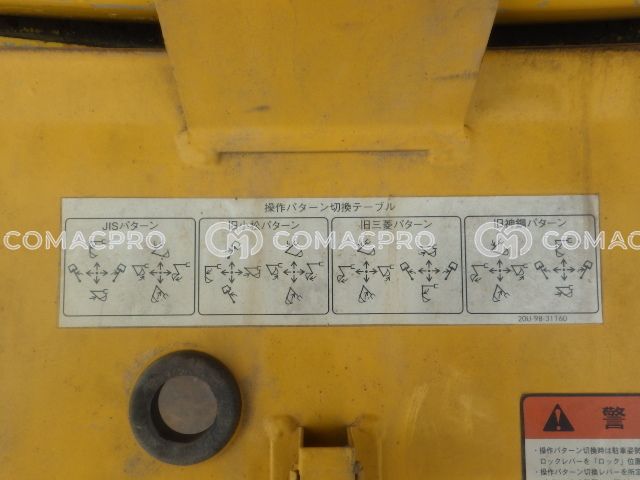 操作パターン切換テーブル
JISパターン 旧小松パターン 旧三菱パターン 旧神鋼パターン
COMACPRO COMACPRO COMAC
20U-98-31160
警
・操作パターン切換時は駐車姿勢
ロックレバーを「ロック」位置
・操作パターン切換レバーを所定